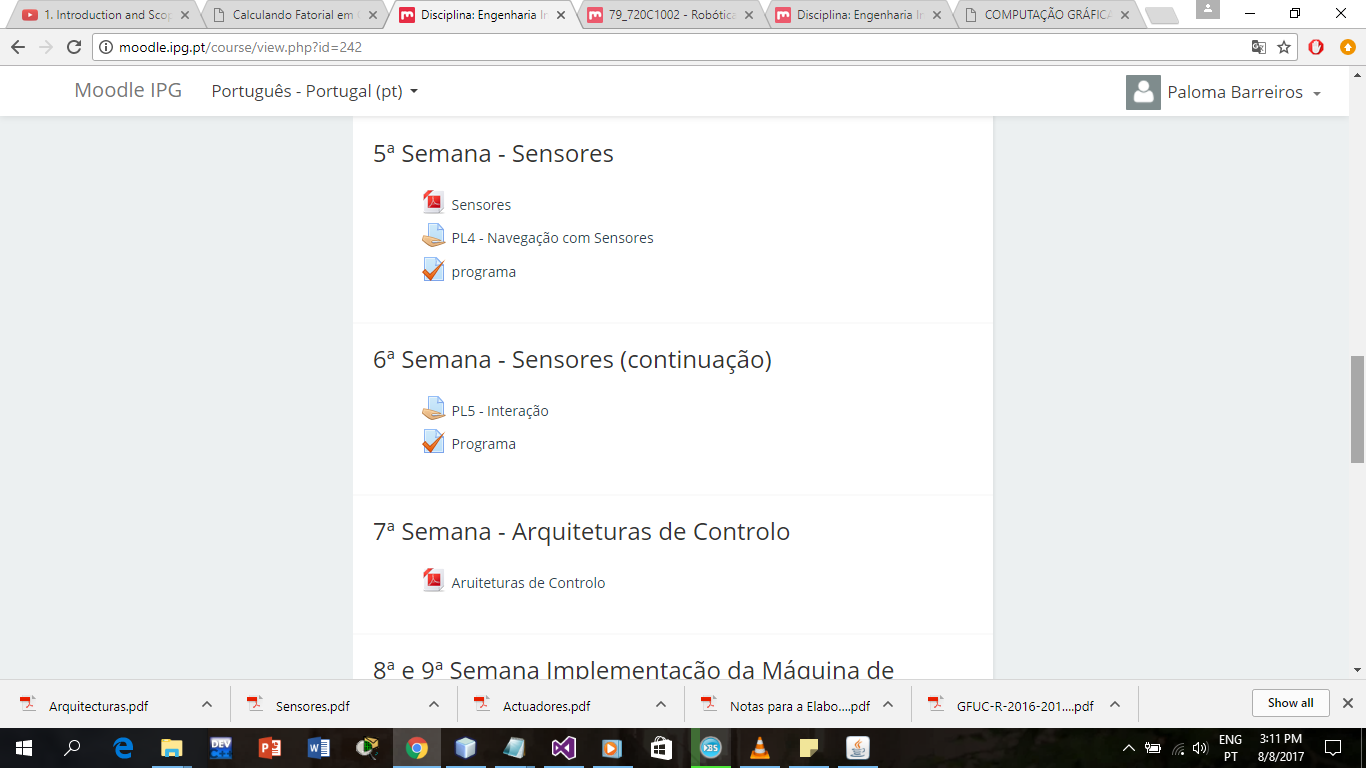 1. Introduction and Scop
Calculando Fatorial em
Disciplina: Engenharia In
79_720C1002 - Robótica
Disciplina: Engenharia In
COMPUTAÇÃO GRÁFICA
moodle.ipg.pt/course/view.php?id=242
Moodle IPG Português - Portugal (pt) Paloma Barreiros
5ª Semana - Sensores
Sensores
PL4 - Navegação com Sensores
programa
6ª Semana - Sensores (continuação)
PL5 - Interação
Programa
7ª Semana - Arquiteturas de Controlo
Aruiteturas de Controlo
8ª e 9ª Semana Implementação da Máquina de
Arquitecturas.pdf Sensores.pdf Actuadores.pdf Notas para a Elabo....pdf GFUC-R-2016-201....pdf Show all
DEV
ENG 3:11 PM
PT 8/8/2017